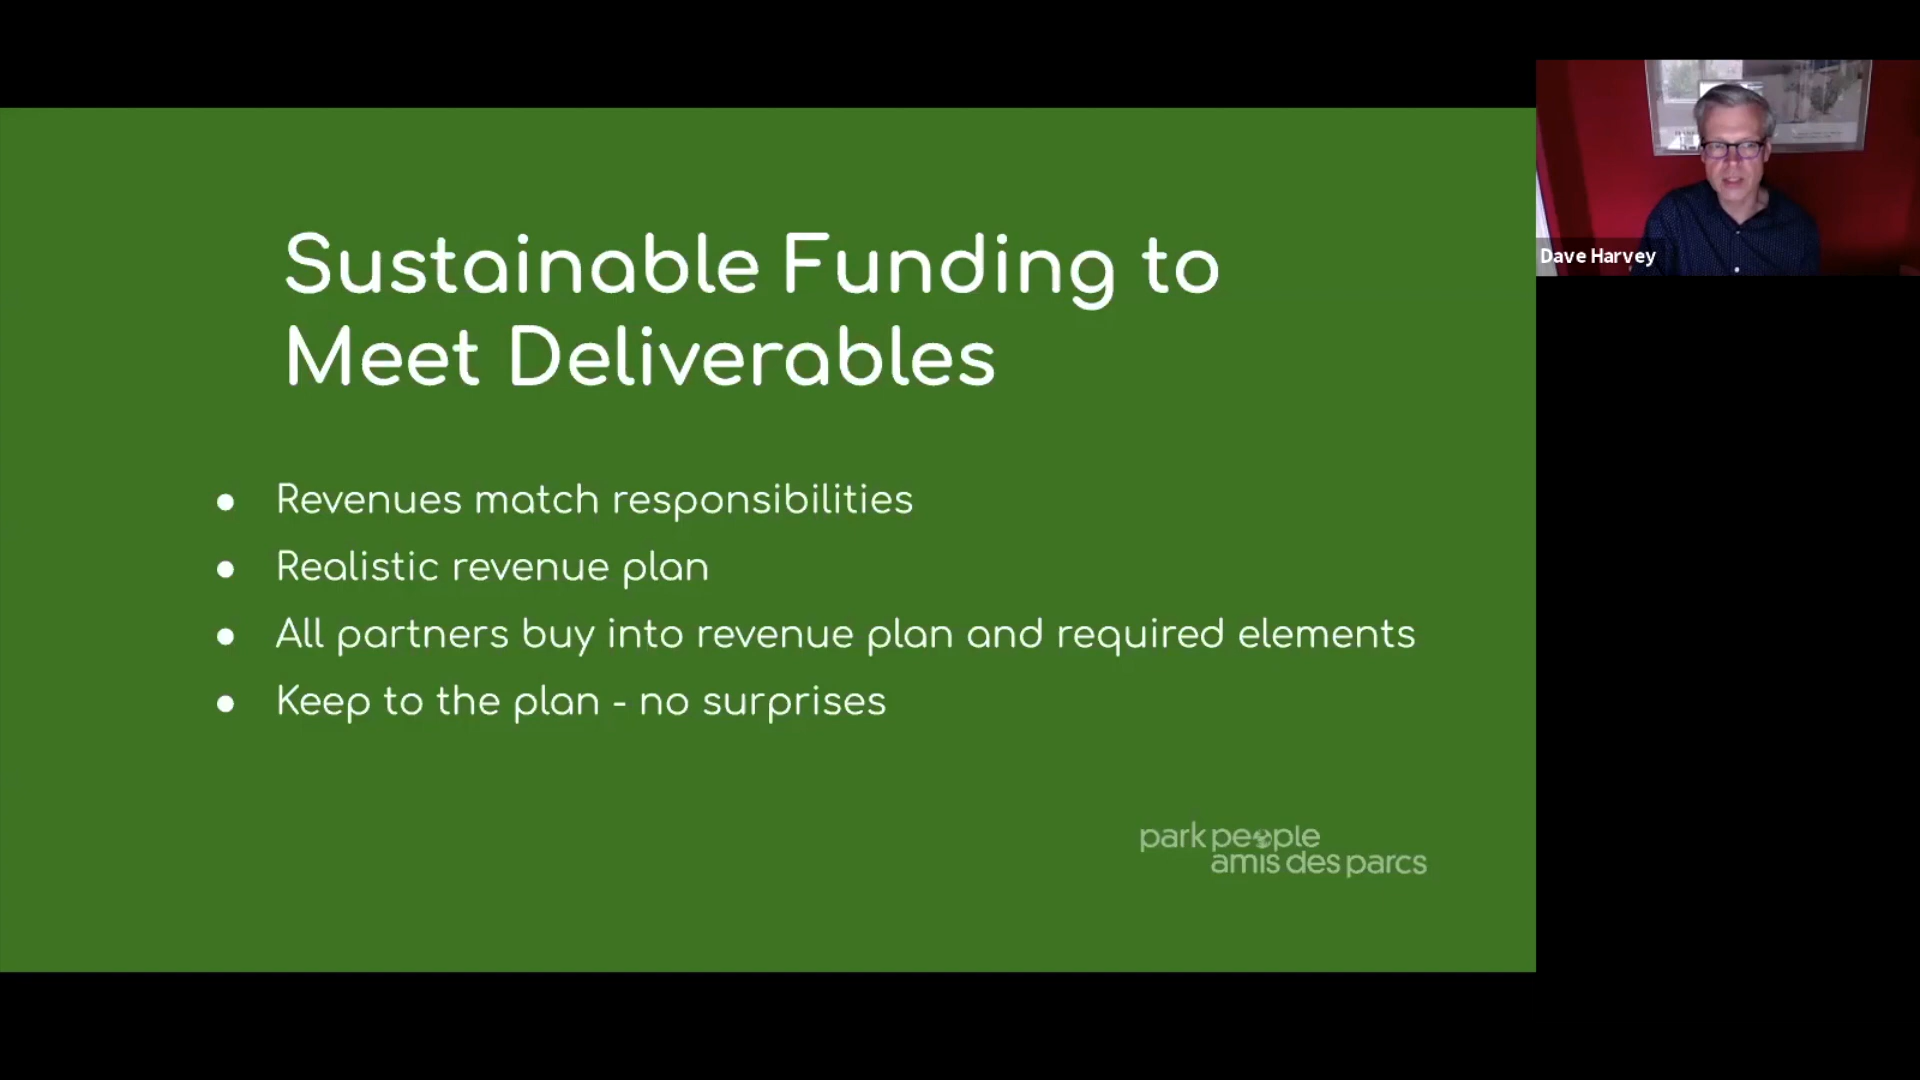 Sustainable Funding to
Meet Deliverables
● Revenues match responsibilities
● Realistic revenue plan
● All partners buy into revenue plan and required elements
● Keep to the plan - no surprises
park people
amis des parcs
Dave Harvey